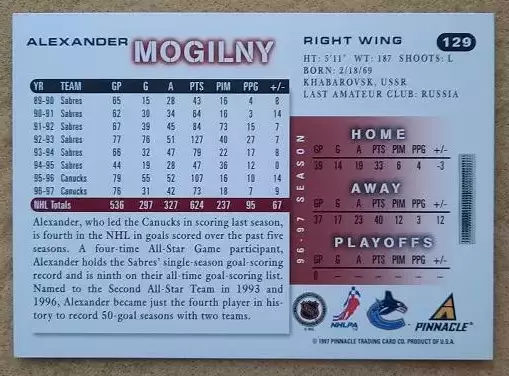 ALEXANDER MOGILNY RIGHT WING 129
HT: 5'11" WT: 187 SHOOTS: L
BORN: 2/18/69
KHABAROVSK, USSR
LAST AMATEUR CLUB: RUSSIA
YR TEAM GP G A PTS PIM PPG +/-
89-90 Sabres 65 15 28 43 16 4 8
90-91 Sabres 62 30 34 64 16 3 14
91-92 Sabres 67 39 45 84 73 15 7
92-93 Sabres 77 76 51 127 40 27 7
93-94 Sabres 66 32 47 79 22 17 8
94-95 Sabres 44 19 28 47 36 12 0
95-96 Canucks 79 55 52 107 16 10 14
96-97 Canucks 76 31 42 73 18 7 9
NHL Totals 536 297 327 624 237 95 67
Alexander, who led the Canucks in scoring last season,
is fourth in the NHL in goals scored over the past five
seasons. A four-time All-Star Game participant,
Alexander holds the Sabres' single-season goal-scoring
record and is ninth on their all-time goal-scoring list.
Named to the Second All-Star Team in 1993 and
1996, Alexander became just the fourth player in his-
tory to record 50-goal seasons with two teams.
96-97 SEASON
HOME
GP G A PTS PIM PPG +/-
39 14 19 33 6 4 -3
AWAY
GP G A PTS PIM PPG +/-
37 17 23 40 12 3 12
PLAYOFFS
GP G A PTS PIM PPG +/-
0 – – – – – –
NHLPA
PINNACLE
© 1997 PINNACLE TRADING CARD CO. PRODUCT OF U.S.A.